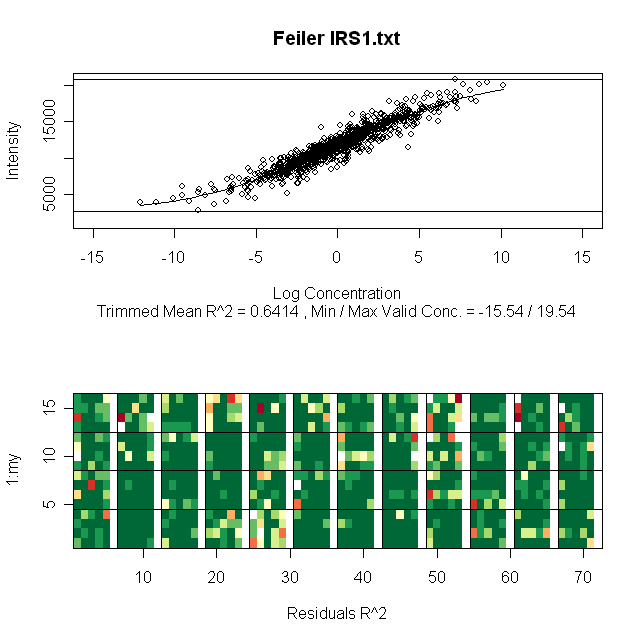 Feiler IRS1.txt
Intensity
5000
15000
-15 -10 -5 0 5 10 15
Log Concentration
Trimmed Mean R^2 = 0.6414 , Min / Max Valid Conc. = -15.54 / 19.54
1:my
5
10
15
10 20 30 40 50 60 70
Residuals R^2